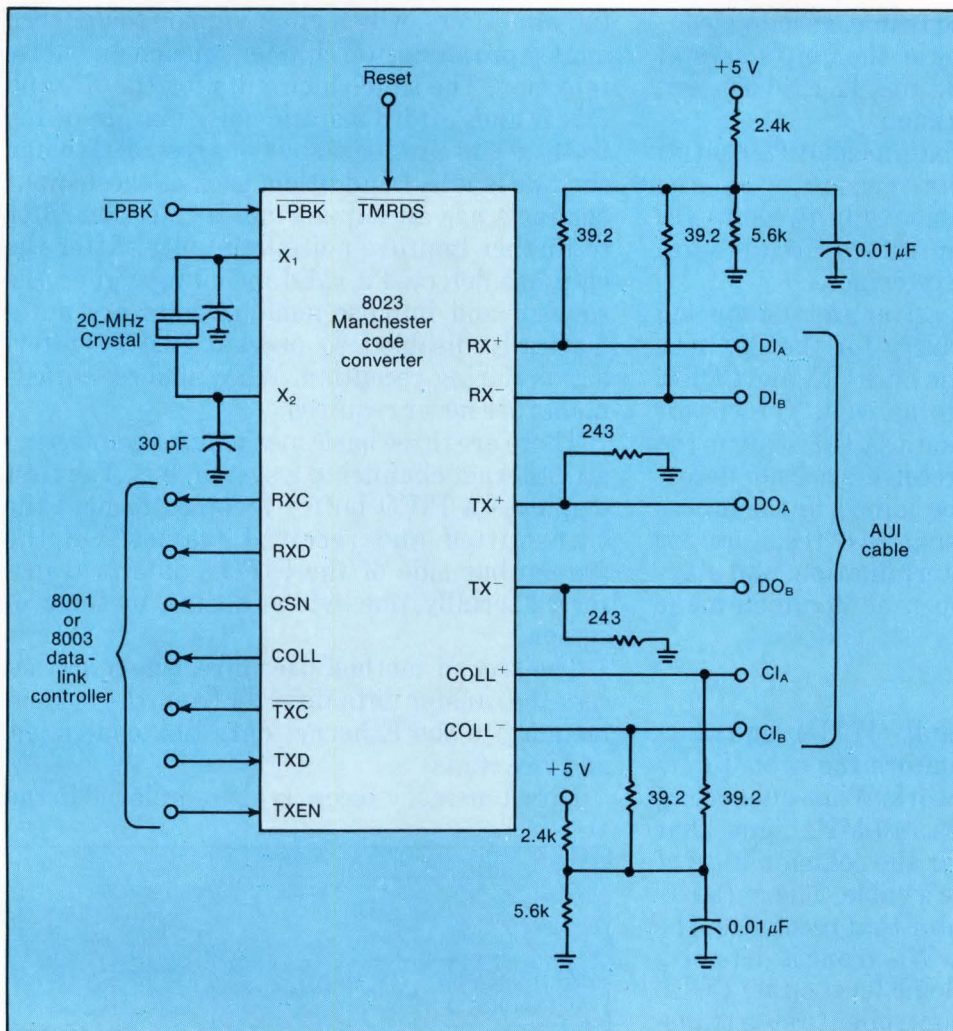 Reset
+5 V
2.4k
LPBK
LPBK
TMRDS
39.2
39.2
5.6k
0.01 µF
X1
20-MHz
Crystal
8023
Manchester
code
converter
RX+
DIA
X2
RX−
DIB
30 pF
243
8001
or
8003
data-
link
controller
RXC
TX+
DOA
RXD
AUI
cable
CSN
TX−
DOB
COLL
243
TXC
COLL+
CIA
TXD
COLL−
CIB
TXEN
+5 V
39.2
39.2
2.4k
5.6k
0.01 µF